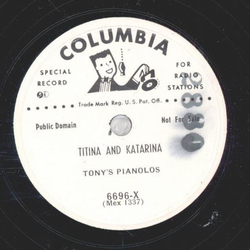 COLUMBIA
SPECIAL
RECORD
FOR
RADIO
STATIONS
Trade Mark Reg. U. S. Pat. Off.
Public Domain
Not For Sale
TITINA AND KATARINA
TONY'S PIANOLOS
6696-X
(Mex 1337)